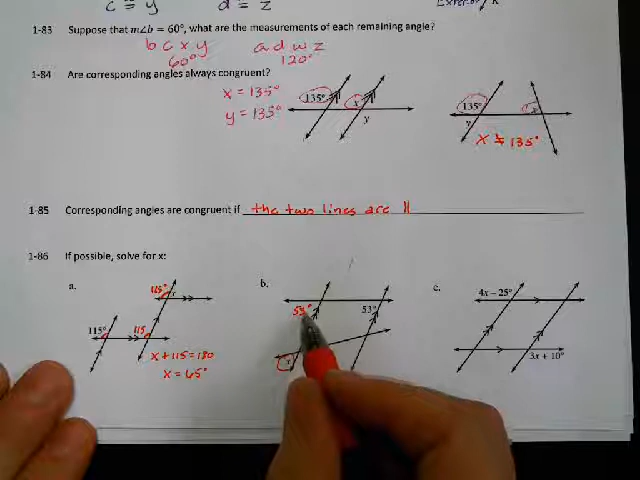 c ≅ y d ≅ z
Exterior
1-83 Suppose that m∠b = 60°, what are the measurements of each remaining angle?
b c x y a d w z
60° 120°
1-84 Are corresponding angles always congruent?
x = 135°
y = 135°
135° x
y
135° x
y
x ≠ 135°
1-85 Corresponding angles are congruent if the two lines are ||
1-86 If possible, solve for x:
a. b. c.
115° x
115° 115
x + 115 = 180
x = 65°
53° 53°
x
4x – 25°
3x + 10°